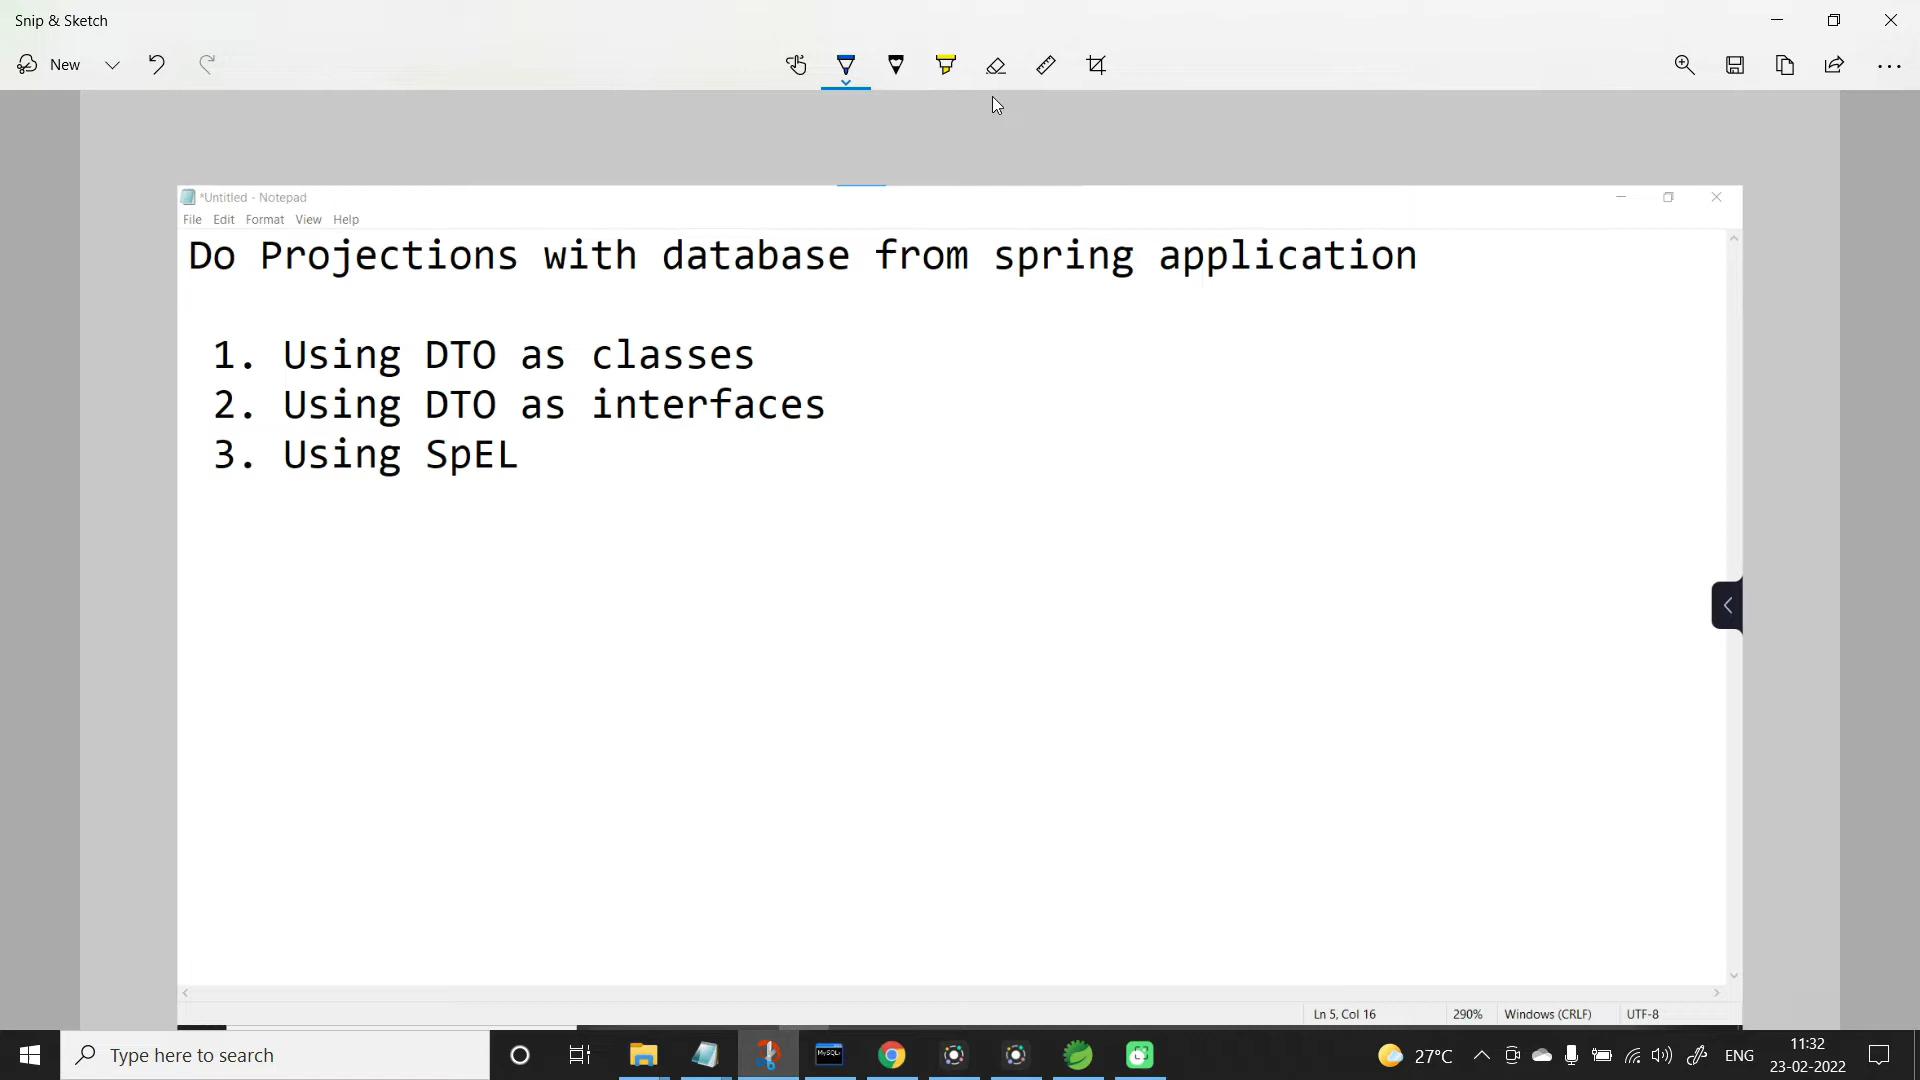 Snip & Sketch
New
*Untitled - Notepad
File Edit Format View Help
Do Projections with database from spring application
1. Using DTO as classes
2. Using DTO as interfaces
3. Using SpEL
Ln 5, Col 16 290% Windows (CRLF) UTF-8
Type here to search
MySQL
27°C
ENG
11:32
23-02-2022